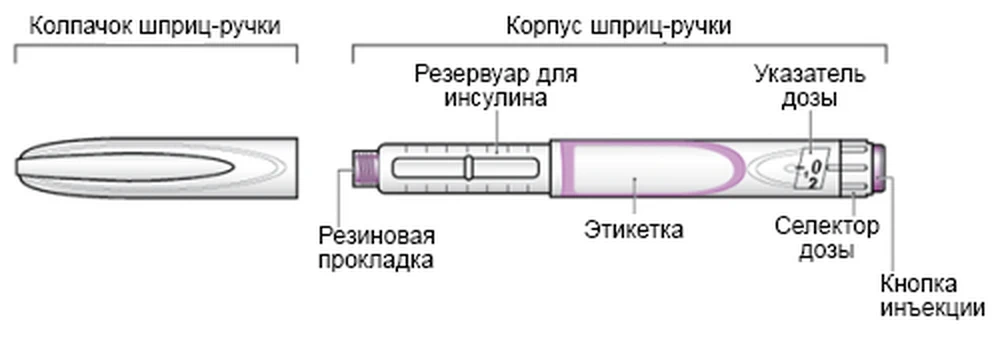 Колпачок шприц-ручки
Корпус шприц-ручки
Резервуар для
инсулина
Указатель
дозы
0
2
Резиновая
прокладка
Этикетка
Селектор
дозы
Кнопка
инъекции